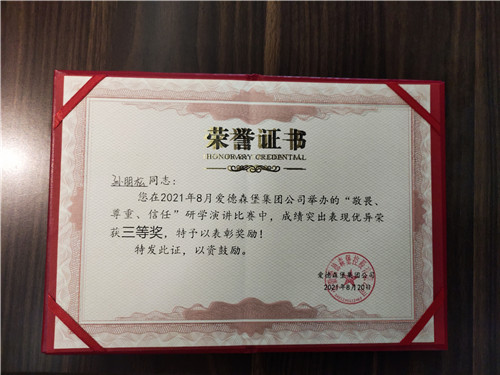 荣誉证书
HONORARY CREDENTIAL
孙明松同志：
您在2021年8月爱德森堡集团公司举办的“敬畏、
尊重、信任”研学演讲比赛中，成绩突出表现优异荣
获三等奖，特予以表彰奖励！
特发此证，以资鼓励。
爱德森堡集团公司
2021年8月20日